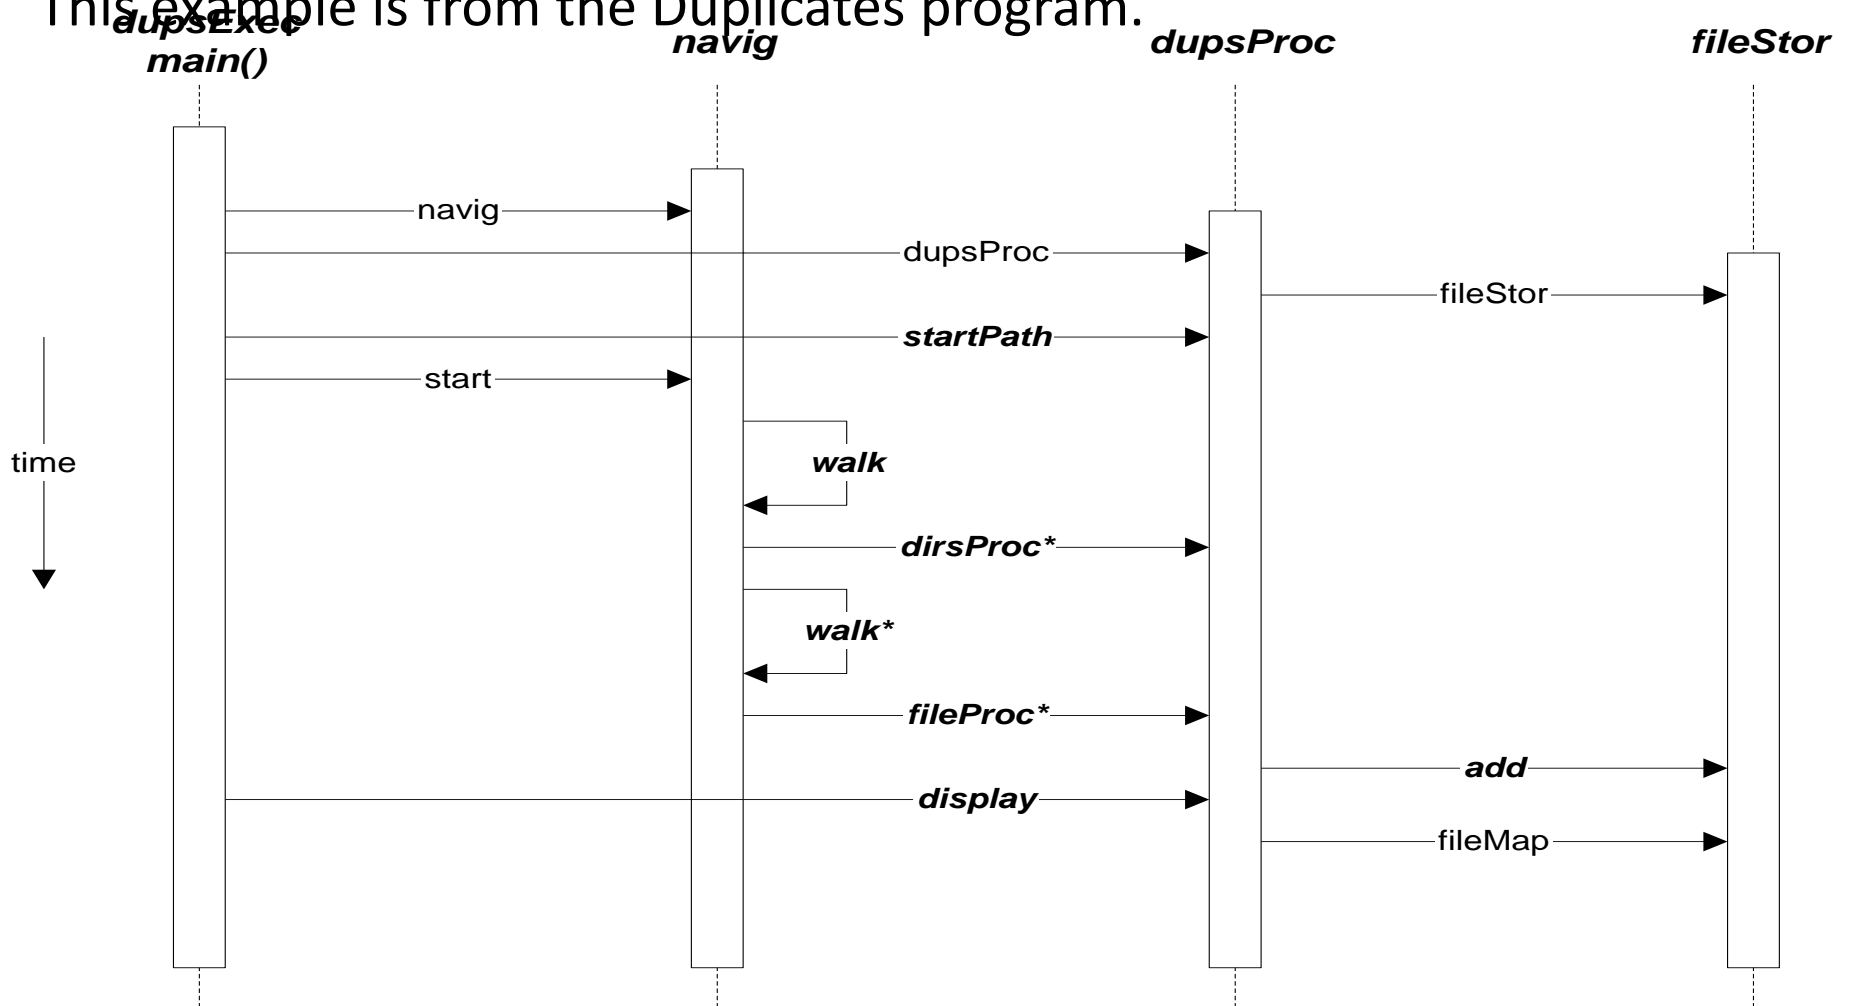 This example is from the Duplicates program.
dupsExec
main()
navig
dupsProc
fileStor
navig
dupsProc
fileStor
startPath
start
time
walk
dirsProc*
walk*
fileProc*
add
display
fileMap